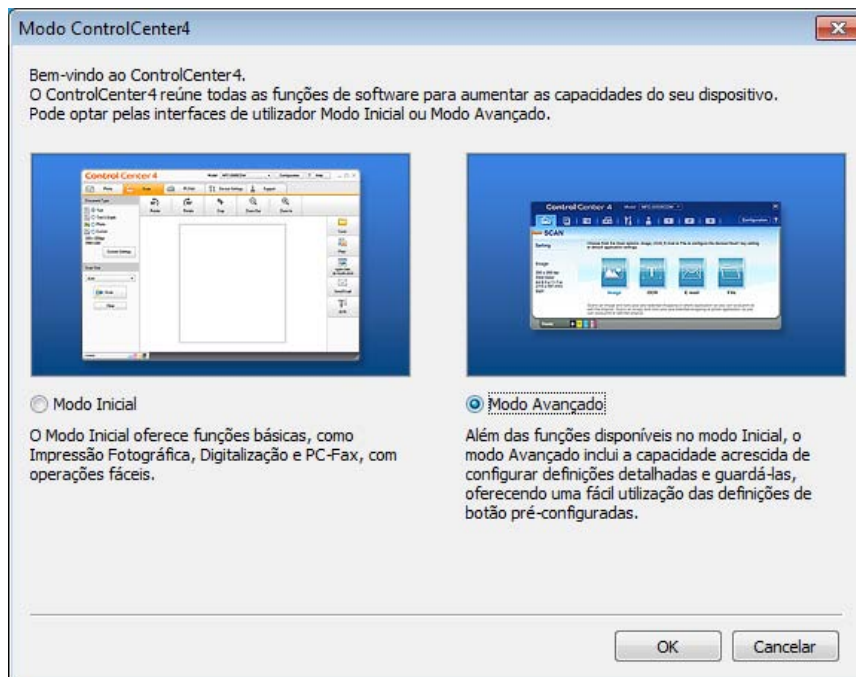 Modo ControlCenter4
Bem-vindo ao ControlCenter4.
O ControlCenter4 reúne todas as funções de software para aumentar as capacidades do seu dispositivo.
Pode optar pelas interfaces de utilizador Modo Inicial ou Modo Avançado.
Control Center 4
Control Center 4
SCAN
Modo Inicial
O Modo Inicial oferece funções básicas, como
Impressão Fotográfica, Digitalização e PC-Fax, com
operações fáceis.
Modo Avançado
Além das funções disponíveis no modo Inicial, o
modo Avançado inclui a capacidade acrescida de
configurar definições detalhadas e guardá-las,
oferecendo uma fácil utilização das definições de
botão pré-configuradas.
OK
Cancelar